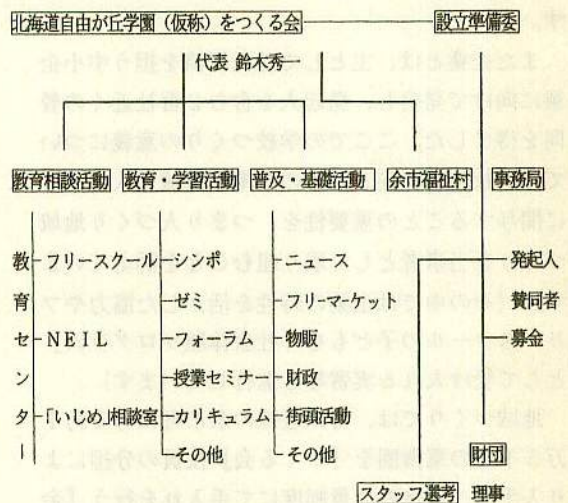 北海道自由が丘学園(仮称)をつくる会 設立準備委
代表 鈴木秀一
教育相談活動 教育・学習活動 普及・基礎活動 余市福祉村 事務局
教育センター
フリースクール シンポ ニュース 発起人
ゼミ フリーマーケット 賛同者
NEIL フォーラム 物販 募金
授業セミナー 財政
「いじめ」相談室 カリキュラム 街頭活動
その他 その他 財団
スタッフ選考 理事